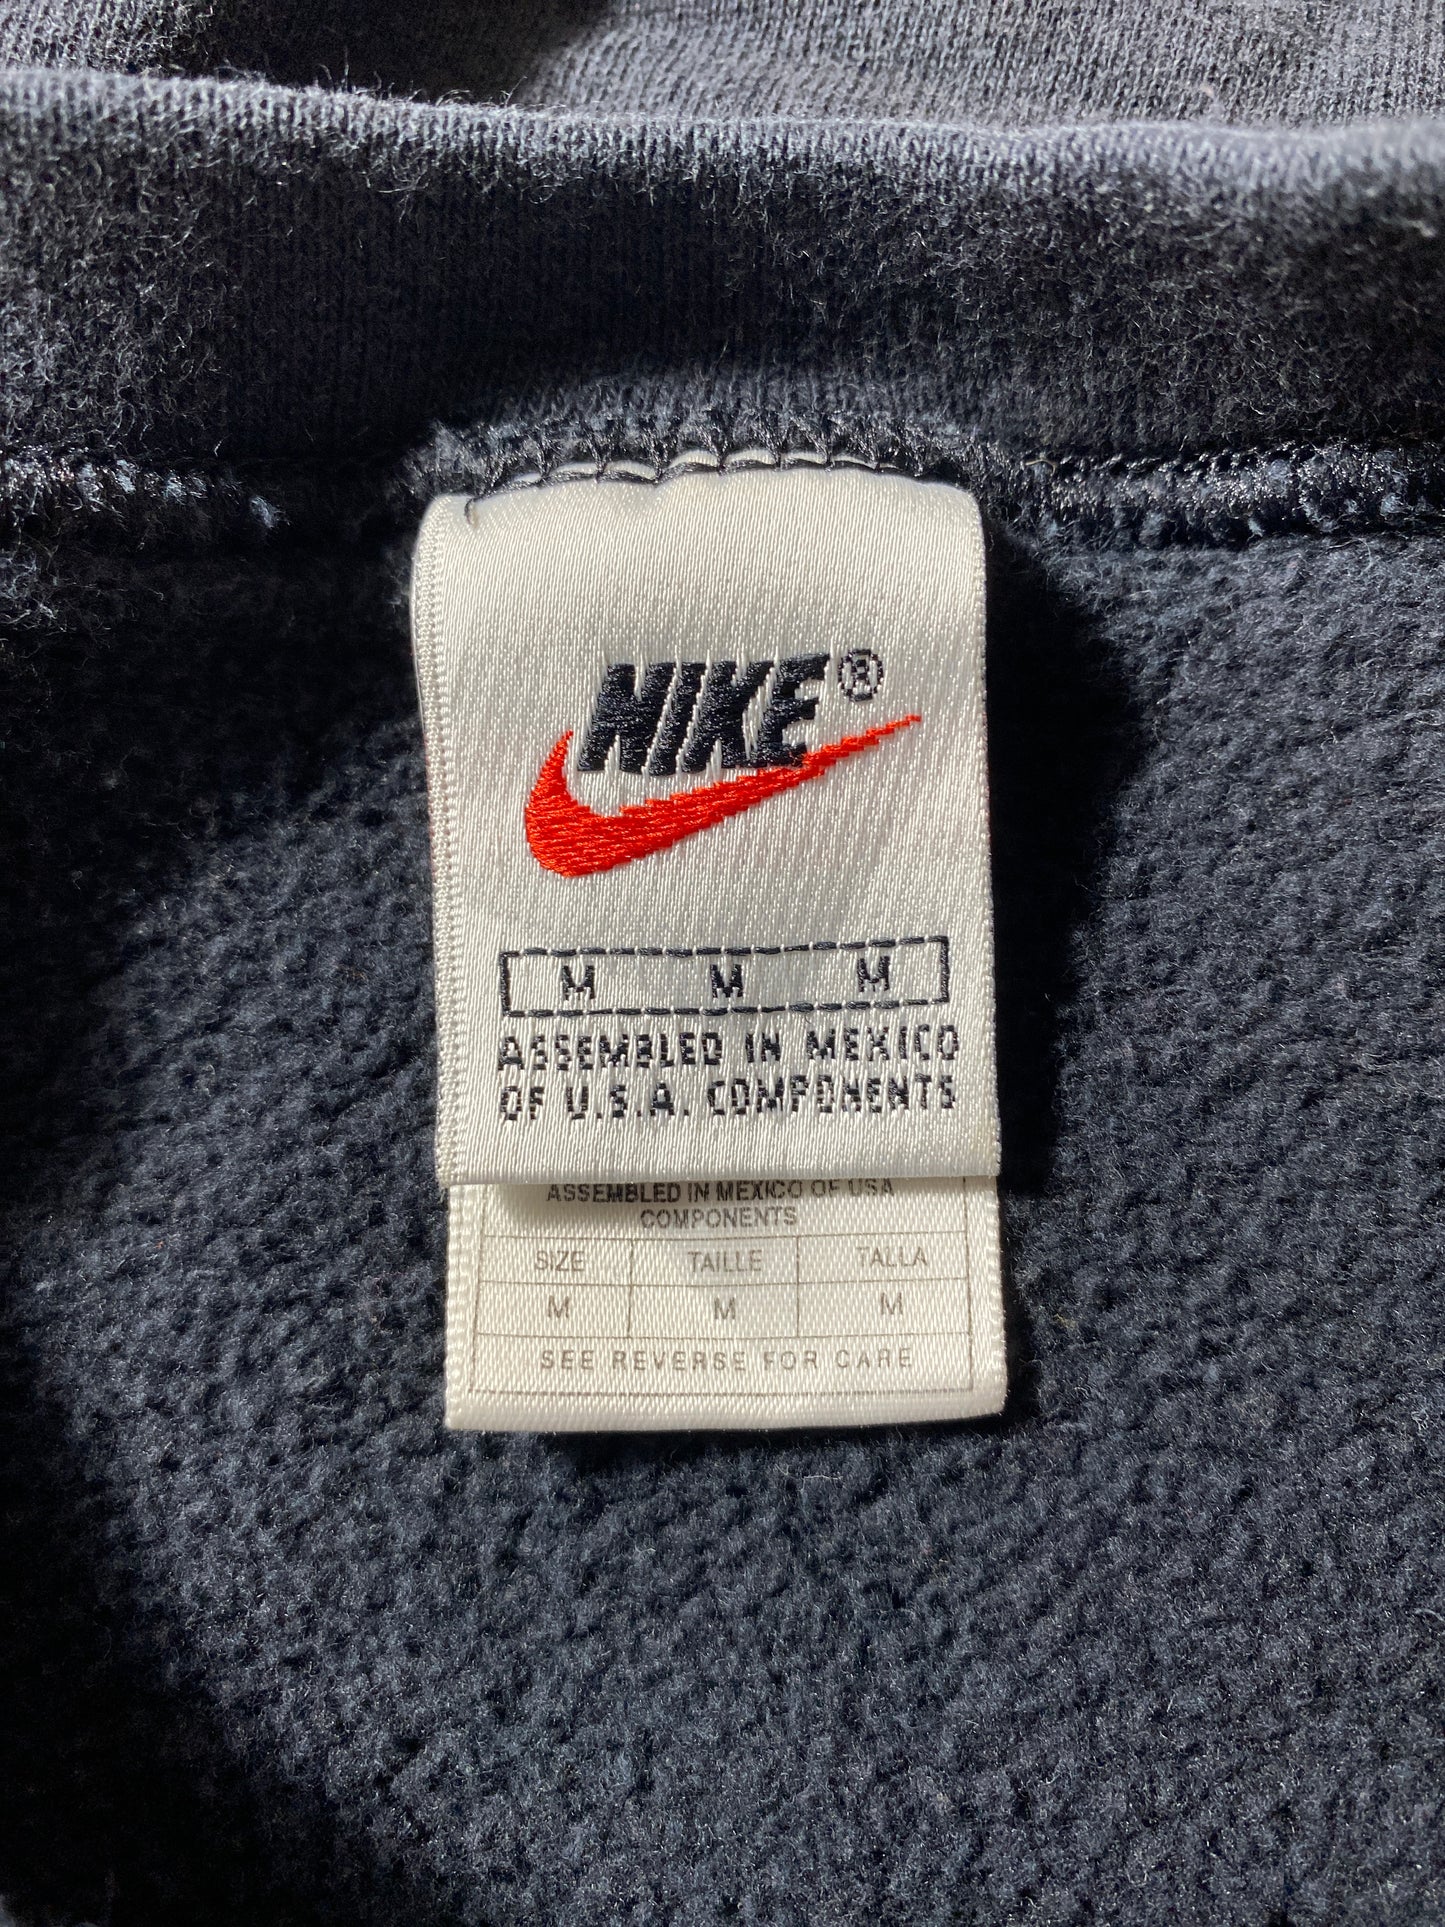 NIKE®
M M M
ASSEMBLED IN MEXICO
OF U.S.A. COMPONENTS
ASSEMBLED IN MEXICO OF USA
COMPONENTS
SIZE TAILLE TALLA
M M M
SEE REVERSE FOR CARE